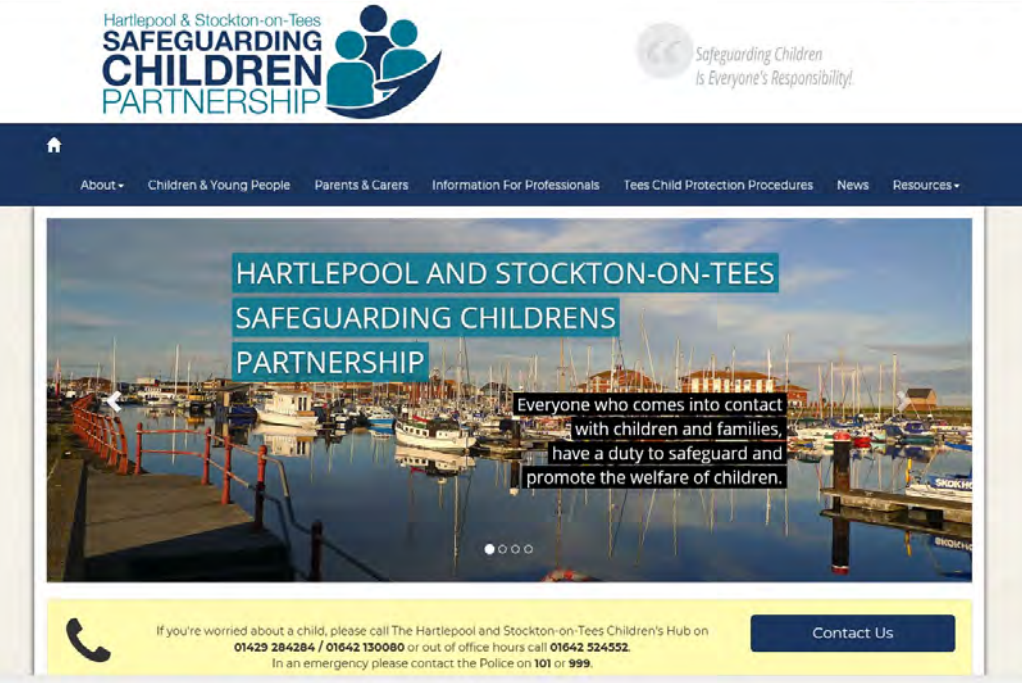 Hartlepool & Stockton-on-Tees
SAFEGUARDING
CHILDREN
PARTNERSHIP
Safeguarding Children
Is Everyone's Responsibility!
About
Children & Young People
Parents & Carers
Information For Professionals
Tees Child Protection Procedures
News
Resources
HARTLEPOOL AND STOCKTON-ON-TEES
SAFEGUARDING CHILDRENS
PARTNERSHIP
Everyone who comes into contact
with children and families,
have a duty to safeguard and
promote the welfare of children.
If you're worried about a child, please call The Hartlepool and Stockton-on-Tees Children's Hub on
01429 284284 / 01642 130080 or out of office hours call 01642 524552.
In an emergency please contact the Police on 101 or 999.
Contact Us